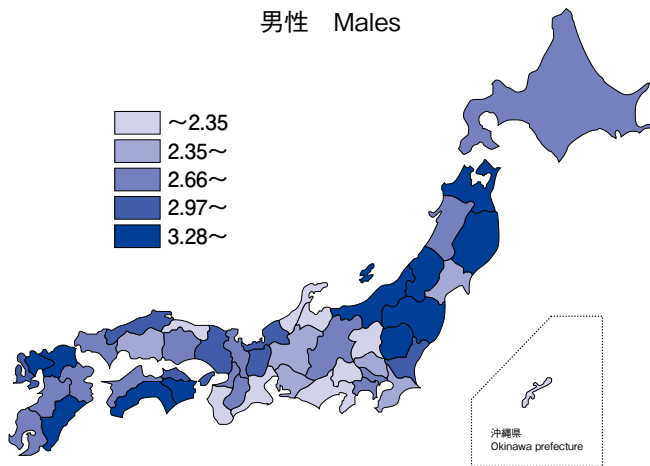 男性　Males
～2.35
2.35～
2.66～
2.97～
3.28～
沖縄県
Okinawa prefecture